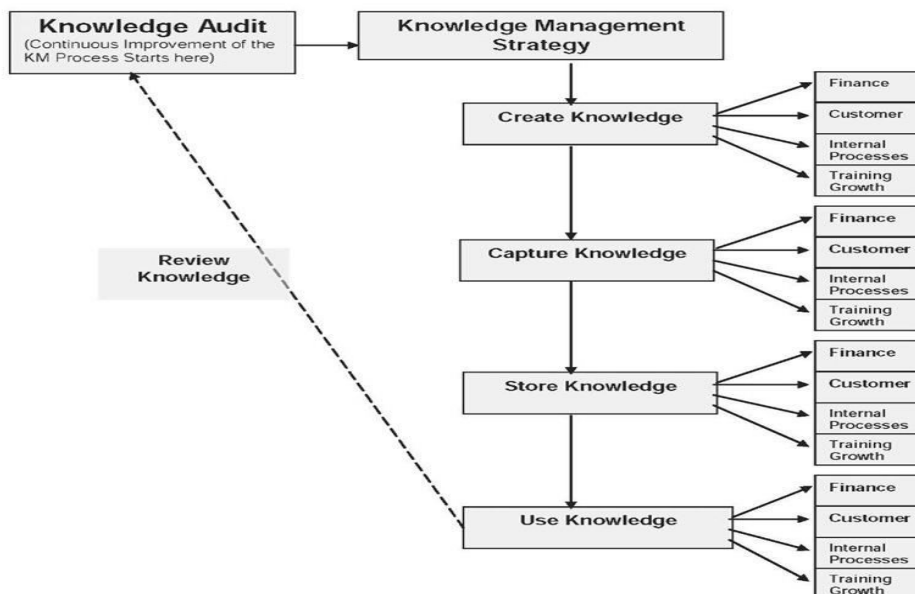 Knowledge Audit
(Continuous Improvement of the
KM Process Starts here)
Knowledge Management
Strategy
Create Knowledge
Finance
Customer
Internal
Processes
Training
Growth
Capture Knowledge
Finance
Customer
Internal
Processes
Training
Growth
Review
Knowledge
Store Knowledge
Finance
Customer
Internal
Processes
Training
Growth
Use Knowledge
Finance
Customer
Internal
Processes
Training
Growth